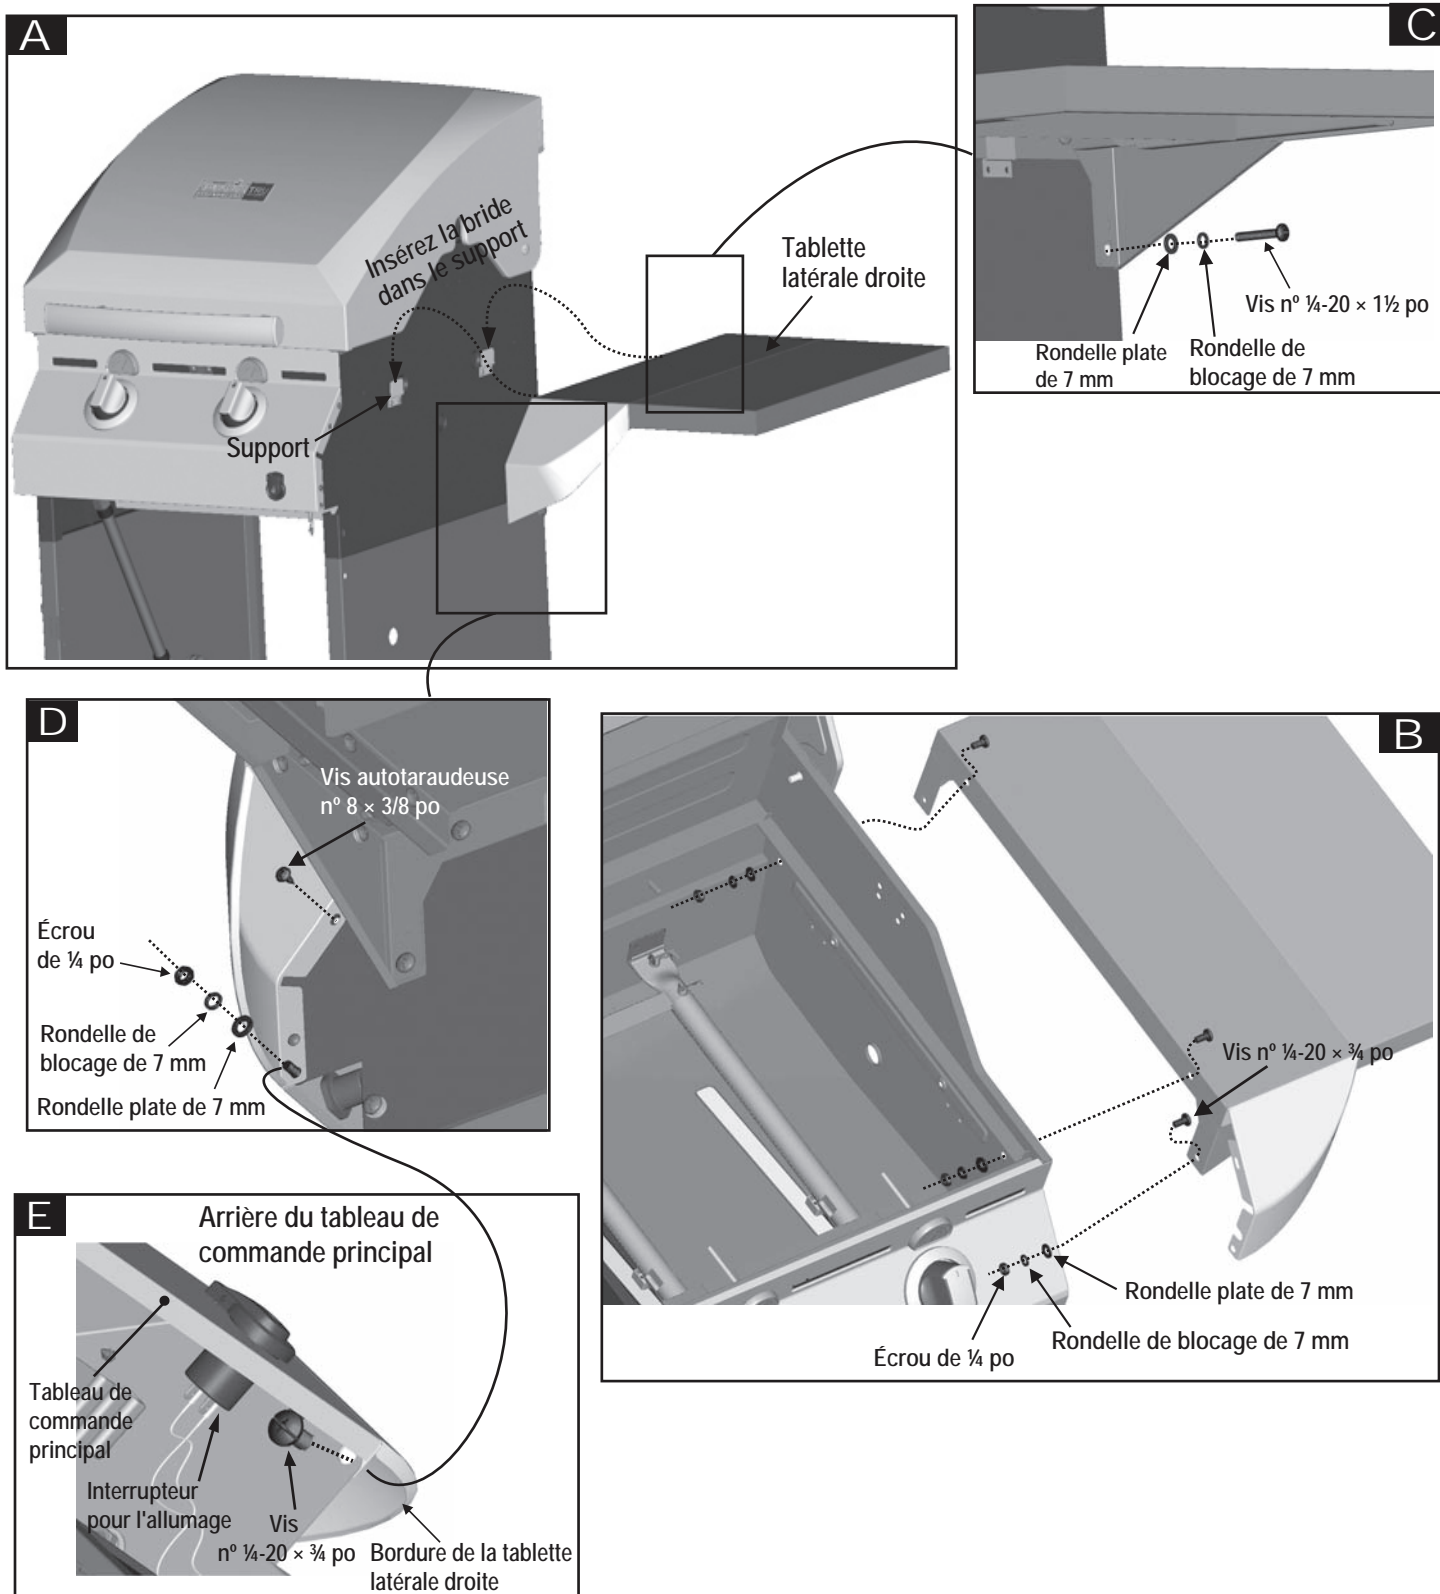 A
Insérez la bride
dans le support
Tablette
latérale droite
Support
C
Vis nº ¼-20 × 1½ po
Rondelle plate
de 7 mm
Rondelle de
blocage de 7 mm
D
Vis autotaraudeuse
nº 8 × 3/8 po
Écrou
de ¼ po
Rondelle de
blocage de 7 mm
Rondelle plate de 7 mm
B
Vis nº ¼-20 × ¾ po
Rondelle plate de 7 mm
Rondelle de blocage de 7 mm
Écrou de ¼ po
E
Arrière du tableau de
commande principal
Tableau de
commande
principal
Interrupteur
pour l'allumage
Vis
nº ¼-20 × ¾ po
Bordure de la tablette
latérale droite